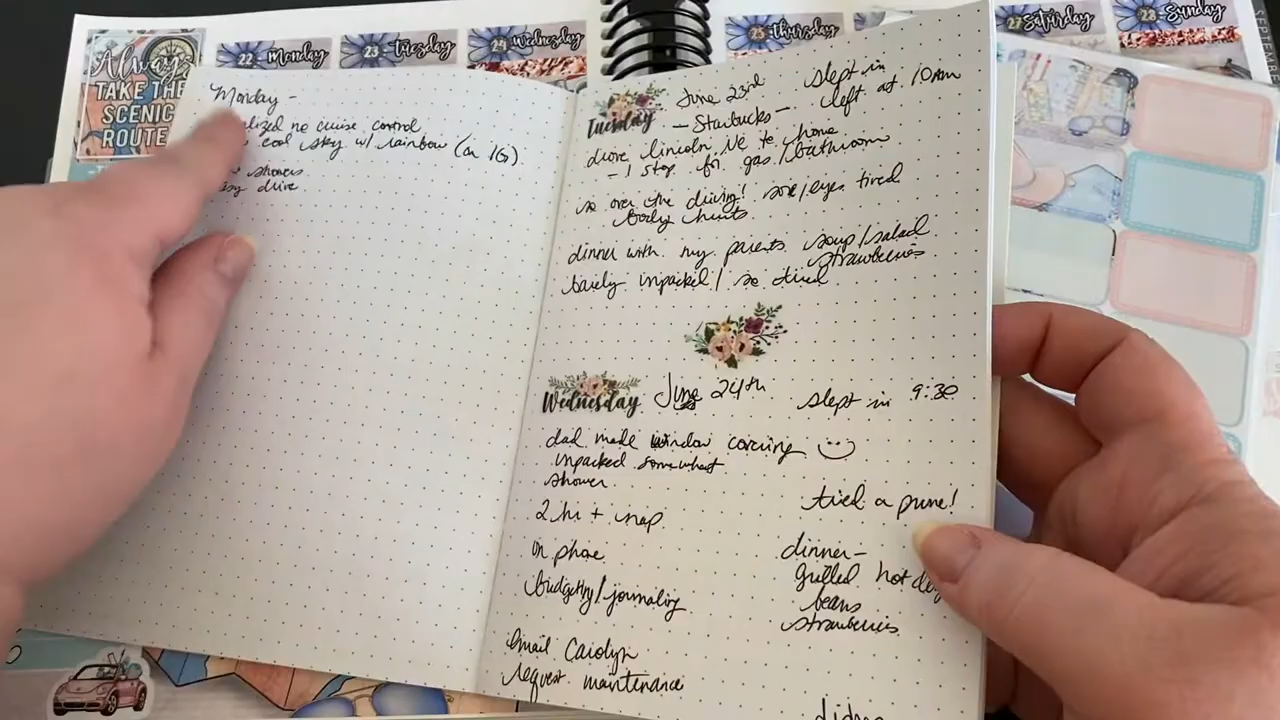 Always
TAKE THE
SCENIC
ROUTE
22 Monday
23 Tuesday
24 Wednesday
25 Thursday
27 Saturday
28 Sunday
SEPTEMBE
Monday -
no cruise control
cool sky w/ rainbow (on IG)
showers
drive
Tuesday
June 23rd
slept in
left at 10am
- Starbucks -
drove Lincoln, NE to home
- 1 stop for gas/bathroom
so over the driving! sore/eyes tired
body hurts
dinner with my parents soup/salad
strawberries
barely unpacked / so tired
Wednesday
June 24th
slept in 9:30
dad made window covering
unpacked somewhat
shower
2 hr + nap
tried a prune!
on phone
budgeting/journaling
dinner -
grilled hot dog
beans
strawberries
email Carolyn
request maintenance